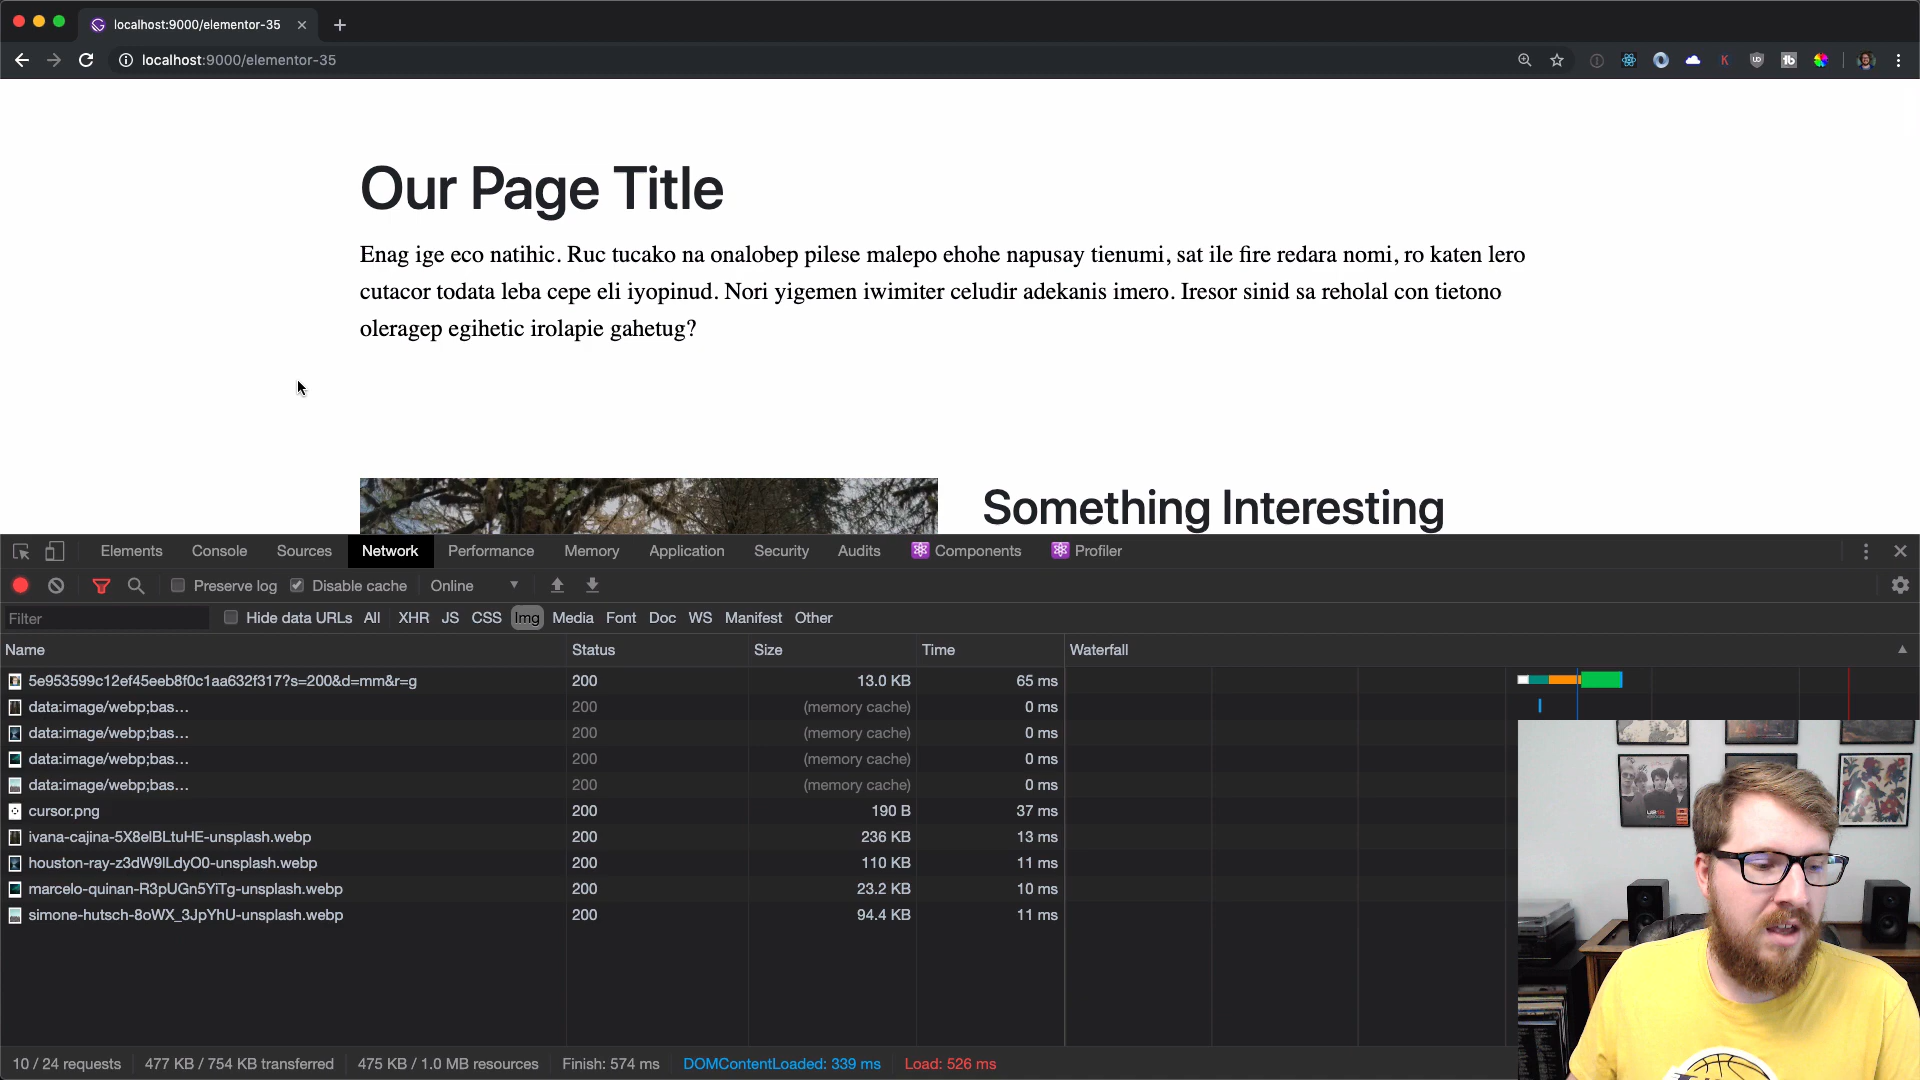 localhost:9000/elementor-35
localhost:9000/elementor-35
Our Page Title
Enag ige eco natihic. Ruc tucako na onalobep pilese malepo ehohe napusay tienumi, sat ile fire redara nomi, ro katen lero
cutacor todata leba cepe eli iyopinud. Nori yigemen iwimiter celudir adekanis imero. Iresor sinid sa reholal con tietono
oleragep egihetic irolapie gahetug?
Something Interesting
Elements Console Sources Network Performance Memory Application Security Audits Components Profiler
Preserve log Disable cache Online
Filter Hide data URLs All XHR JS CSS Img Media Font Doc WS Manifest Other
Name Status Size Time Waterfall
5e953599c12ef45eeb8f0c1aa632f317?s=200&d=mm&r=g 200 13.0 KB 65 ms
data:image/webp;bas… 200 (memory cache) 0 ms
data:image/webp;bas… 200 (memory cache) 0 ms
data:image/webp;bas… 200 (memory cache) 0 ms
data:image/webp;bas… 200 (memory cache) 0 ms
cursor.png 200 190 B 37 ms
ivana-cajina-5X8elBLtuHE-unsplash.webp 200 236 KB 13 ms
houston-ray-z3dW9lLdyO0-unsplash.webp 200 110 KB 11 ms
marcelo-quinan-R3pUGn5YiTg-unsplash.webp 200 23.2 KB 10 ms
simone-hutsch-8oWX_3JpYhU-unsplash.webp 200 94.4 KB 11 ms
10 / 24 requests 477 KB / 754 KB transferred 475 KB / 1.0 MB resources Finish: 574 ms DOMContentLoaded: 339 ms Load: 526 ms